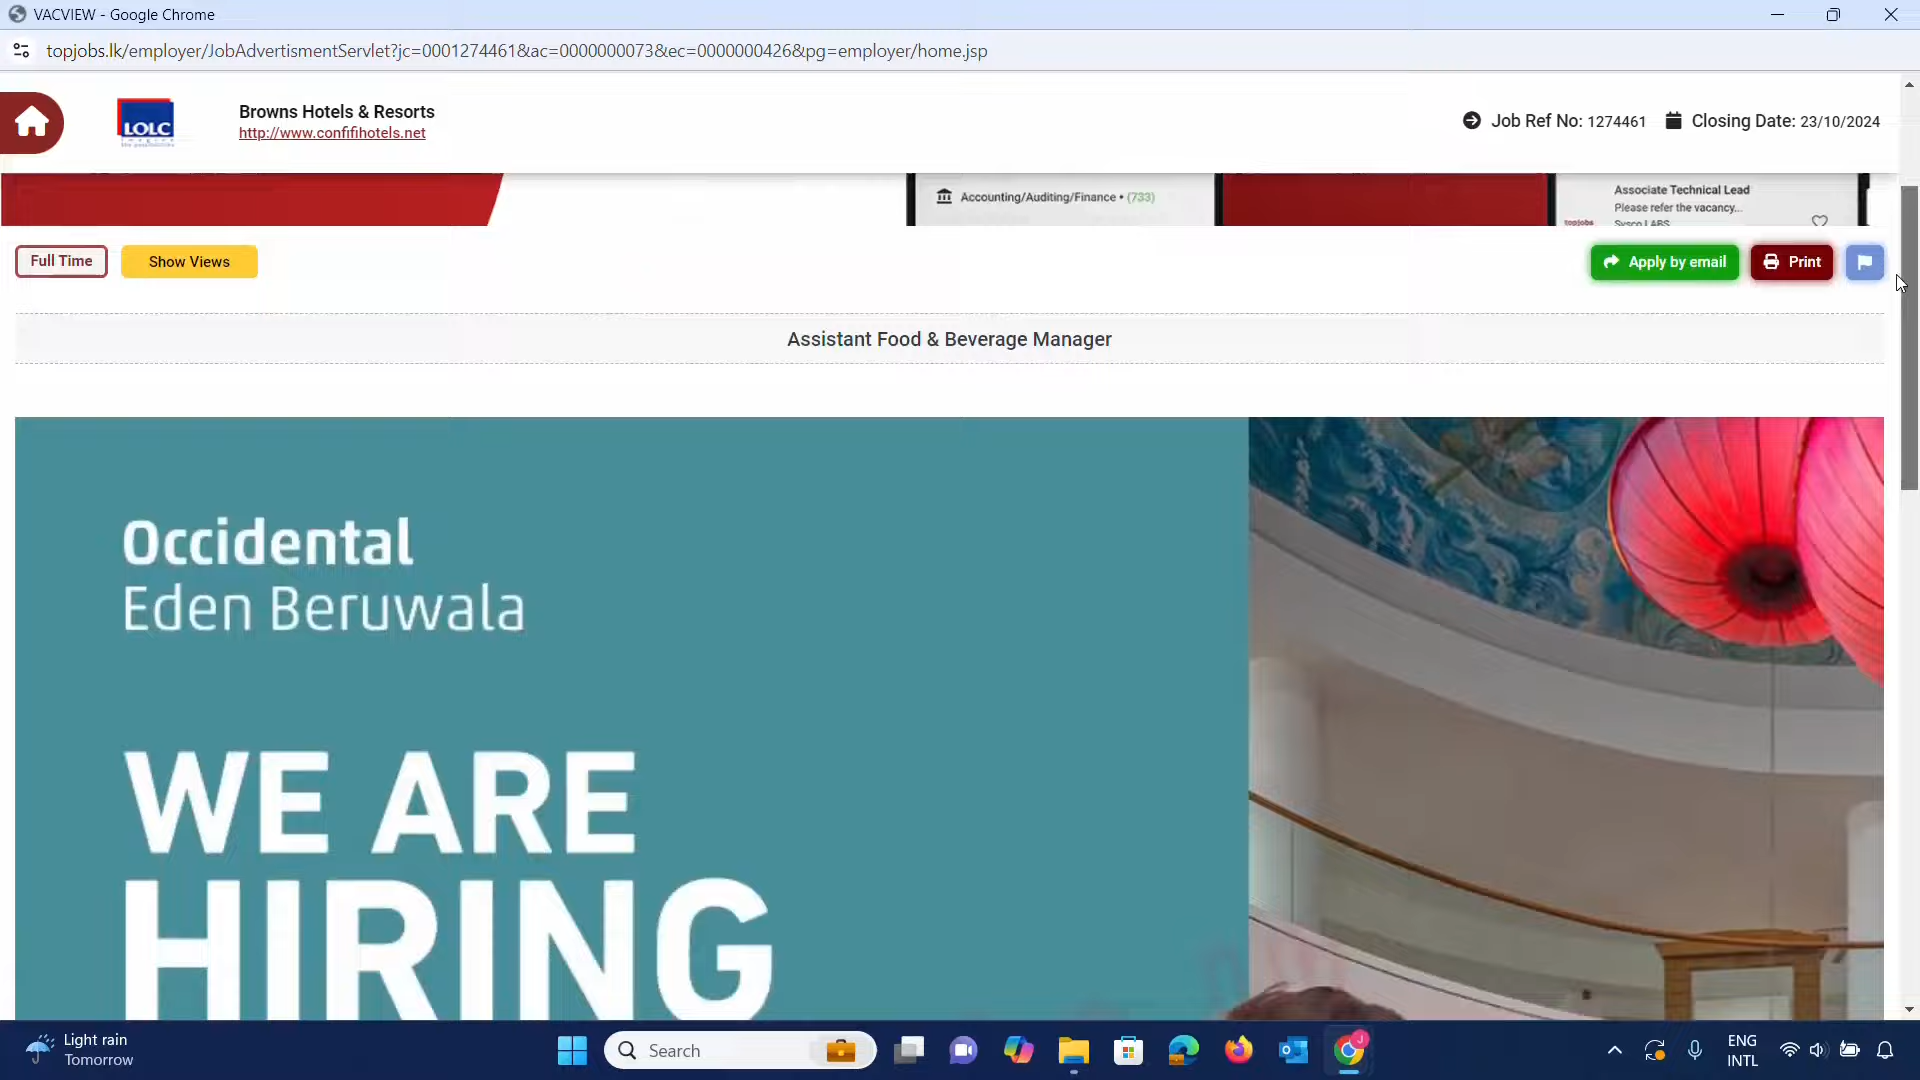 VACVIEW - Google Chrome
topjobs.lk/employer/JobAdvertismentServlet?jc=0001274461&ac=0000000073&ec=0000000426&pg=employer/home.jsp
LOLC
Browns Hotels & Resorts
http://www.confifihotels.net
Job Ref No: 1274461
Closing Date: 23/10/2024
Accounting/Auditing/Finance • (733)
Associate Technical Lead
Please refer the vacancy...
topjobs
Sysco LABS
Full Time
Show Views
Apply by email
Print
Assistant Food & Beverage Manager
Occidental
Eden Beruwala
WE ARE
HIRING
Light rain
Tomorrow
Search
ENG
INTL